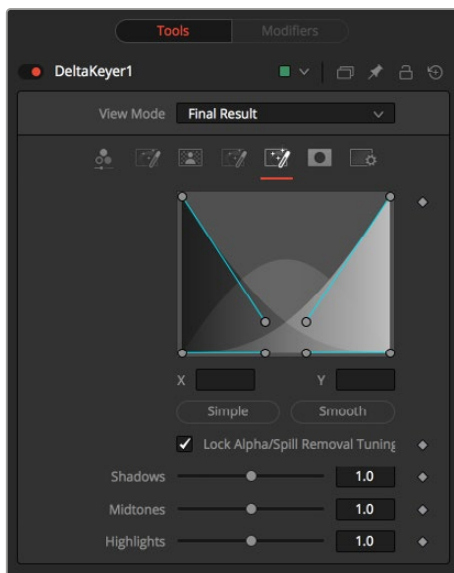 Tools Modifiers
DeltaKeyer1
View Mode Final Result
X Y
Simple Smooth
Lock Alpha/Spill Removal Tuning
Shadows 1.0
Midtones 1.0
Highlights 1.0